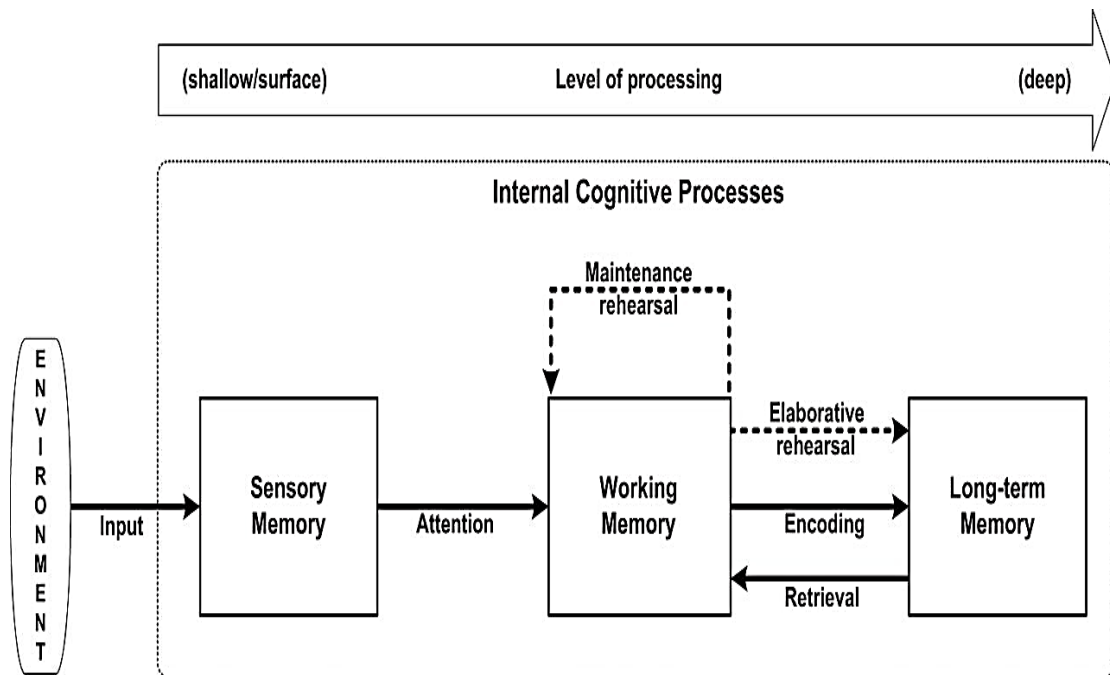 (shallow/surface) Level of processing (deep)
Internal Cognitive Processes
Maintenance
rehearsal
ENVIRONMENT
Input
Sensory
Memory
Attention
Working
Memory
Elaborative
rehearsal
Encoding
Retrieval
Long-term
Memory